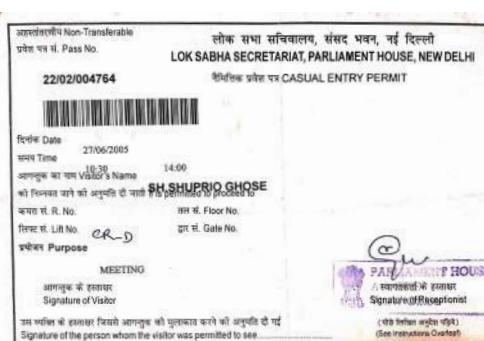 अहस्तांतरणीय Non-Transferable
प्रवेश पत्र सं. Pass No.
22/02/004764
लोक सभा सचिवालय, संसद भवन, नई दिल्ली
LOK SABHA SECRETARIAT, PARLIAMENT HOUSE, NEW DELHI
नैमित्तिक प्रवेश पत्र CASUAL ENTRY PERMIT
दिनांक Date
27/06/2005
समय Time
10:30 14:00
आगन्तुक का नाम Visitor's Name
SH.SHUPRIO GHOSE
को निम्नवत जाने की अनुमति दी जाती है is permitted to proceed to
कमरा सं. R. No. तल सं. Floor No.
लिफ्ट सं. Lift No. CR-D द्वार सं. Gate No.
प्रयोजन Purpose
MEETING
आगन्तुक के हस्ताक्षर
Signature of Visitor
PARLIAMENT HOUS
स्वागतकर्ता के हस्ताक्षर
Signature of Receptionist
उस व्यक्ति के हस्ताक्षर जिससे आगन्तुक को मुलाकात करने की अनुमति दी गई
Signature of the person whom the visitor was permitted to see
(See Instructions Overleaf)